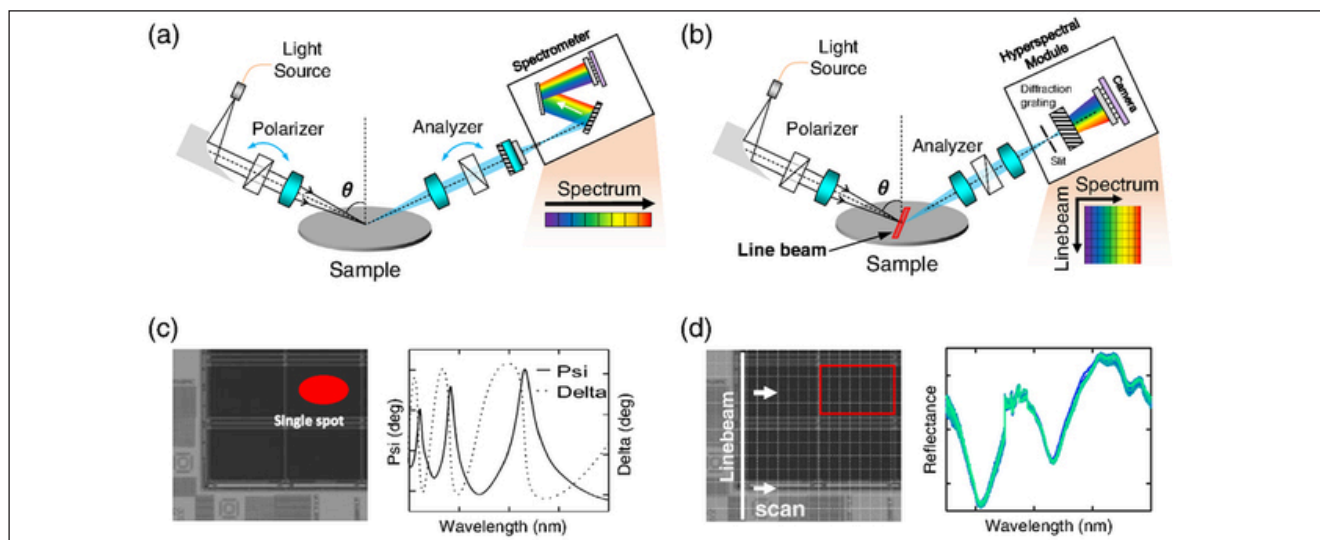 (a)
Light
Source
Polarizer
θ
Analyzer
Spectrometer
Spectrum
Sample
(b)
Light
Source
Polarizer
θ
Analyzer
Hyperspectral
Module
Diffraction
grating
Camera
Slit
Spectrum
Linebeam
Line beam
Sample
(c)
Single spot
Psi (deg)
Psi
Delta
Delta (deg)
Wavelength (nm)
(d)
Linebeam
scan
Reflectance
Wavelength (nm)